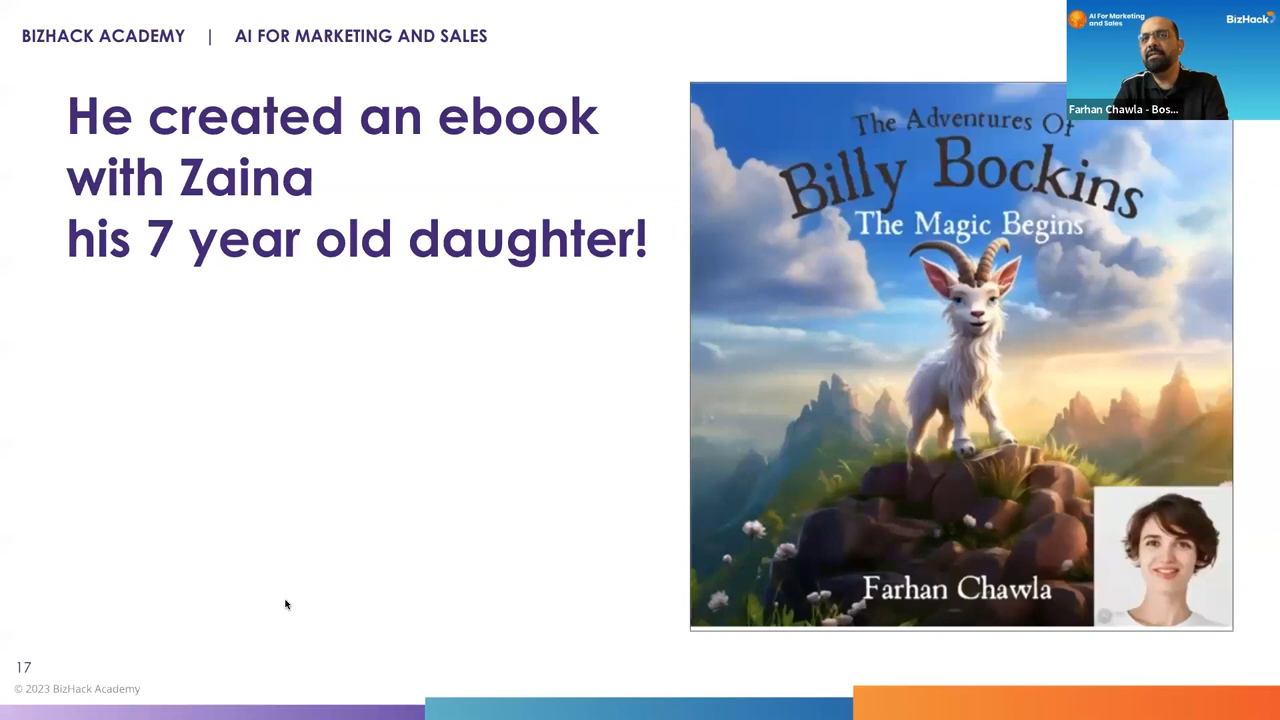 BIZHACK ACADEMY | AI FOR MARKETING AND SALES
He created an ebook
with Zaina
his 7 year old daughter!
The Adventures Of
Billy Bockins
The Magic Begins
Farhan Chawla
AI For Marketing
and Sales
BizHack
Farhan Chawla - Bos...
17
© 2023 BizHack Academy